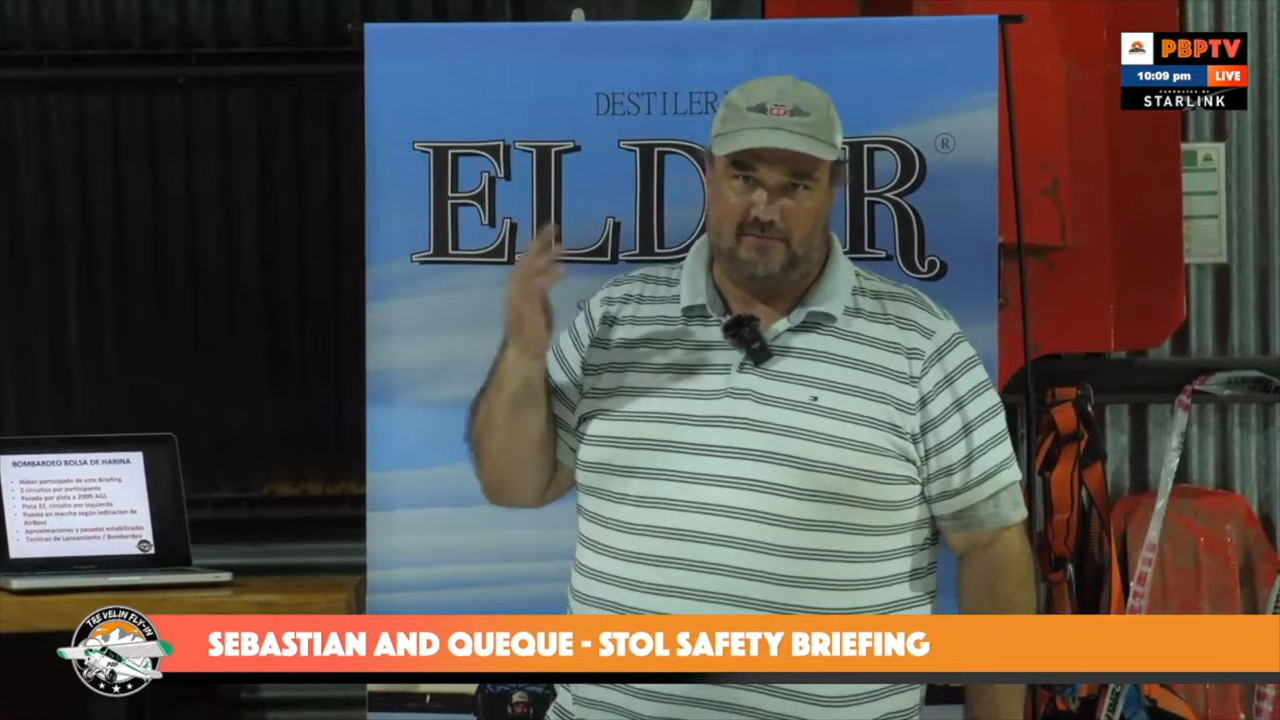 PBPTV
10:09 pm LIVE
STARLINK
DESTILER
ELD R ®
BOMBARDEO BOLSA DE HARINA
• Haber participado de este Briefing
• 2 circuitos por participante
• Pasada por pista a 200ft AGL
• Pista 32, circuito por izquierda
• Puesta en marcha según indicacion de
AirBoss
• Aproximaciones y pasadas estabilizadas
• Tecnicas de Lanzamiento / Bombardeo
TRE VELIN FLY-IN
SEBASTIAN AND QUEQUE - STOL SAFETY BRIEFING